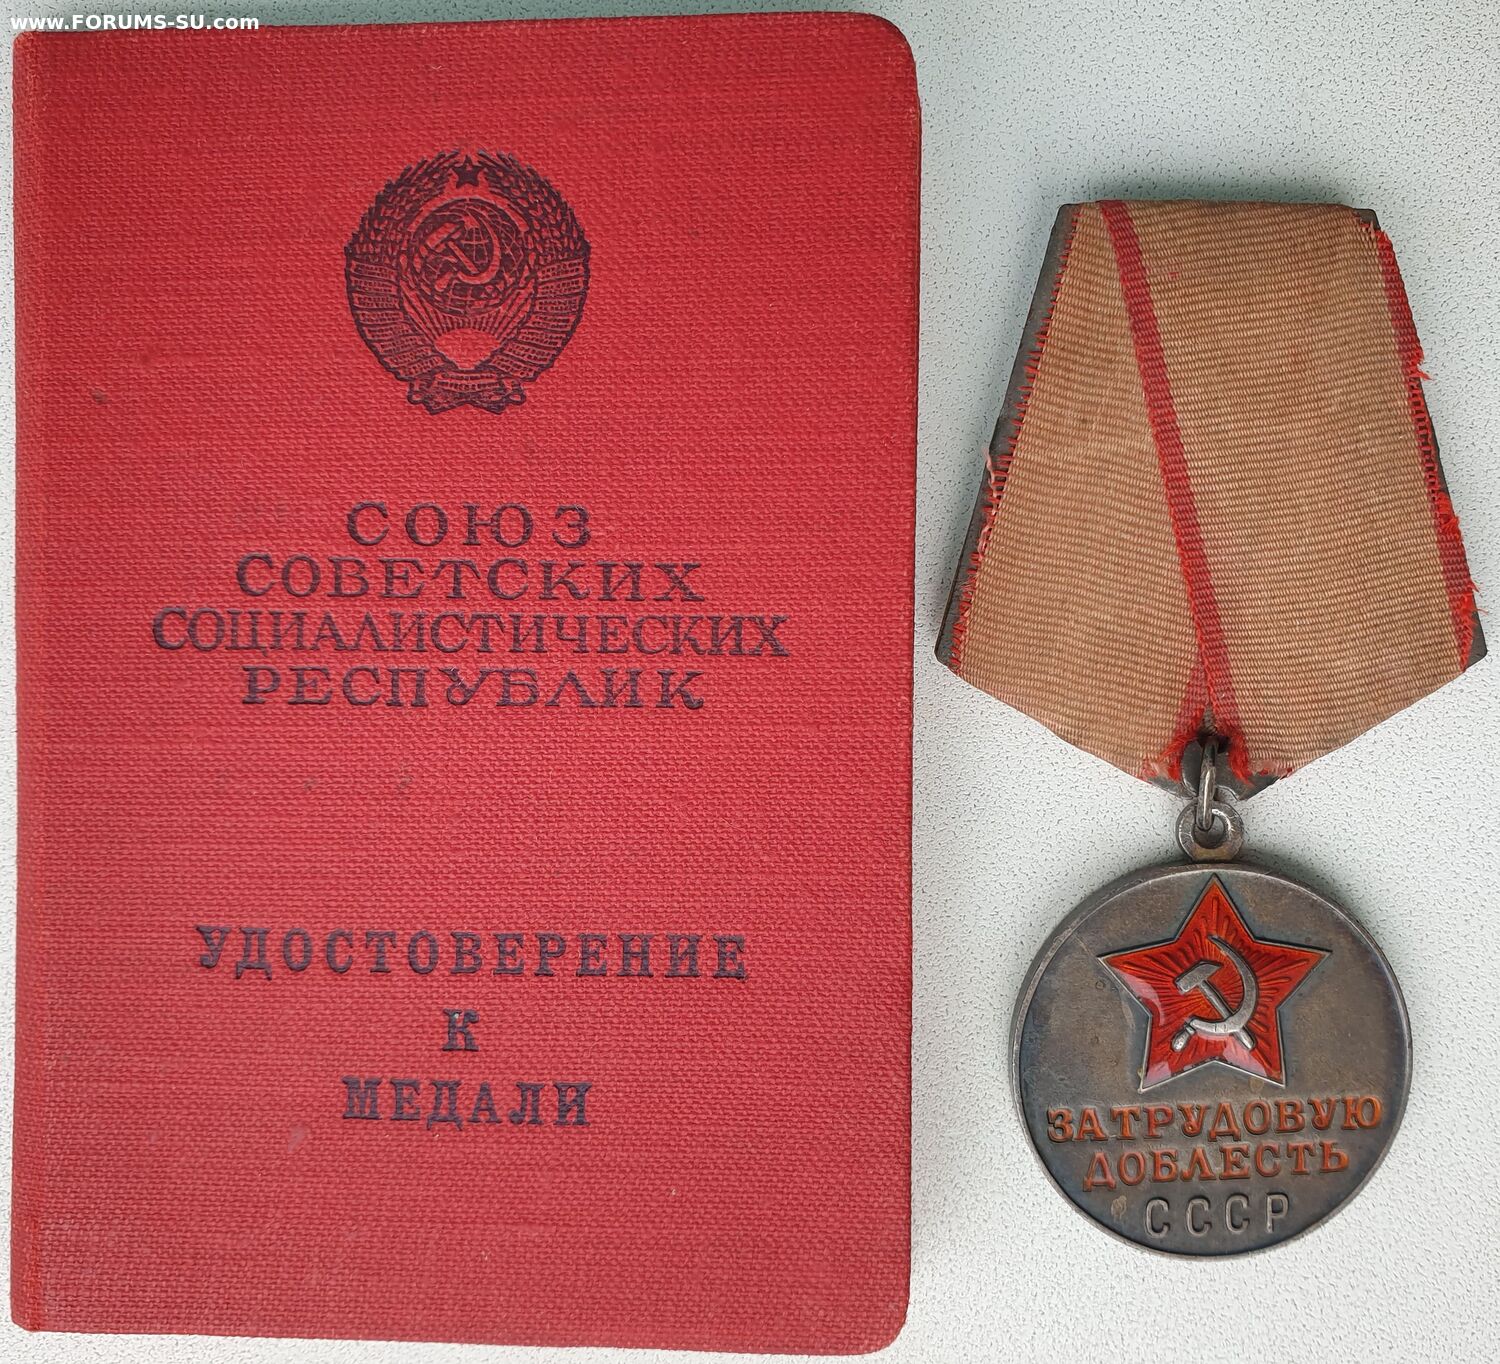 www.FORUMS-SU.com
СОЮЗ
СОВЕТСКИХ
СОЦИАЛИСТИЧЕСКИХ
РЕСПУБЛИК
УДОСТОВЕРЕНИЕ
К
МЕДАЛИ
ЗА ТРУДОВУЮ
ДОБЛЕСТЬ
СССР